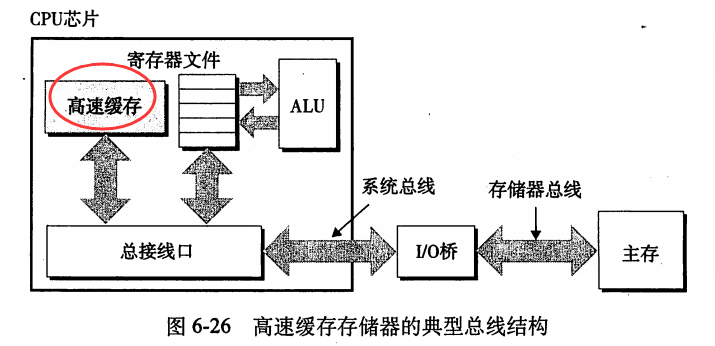 CPU芯片
寄存器文件
高速缓存
ALU
系统总线
存储器总线
总接线口
I/O桥
主存
图 6-26 高速缓存存储器的典型总线结构